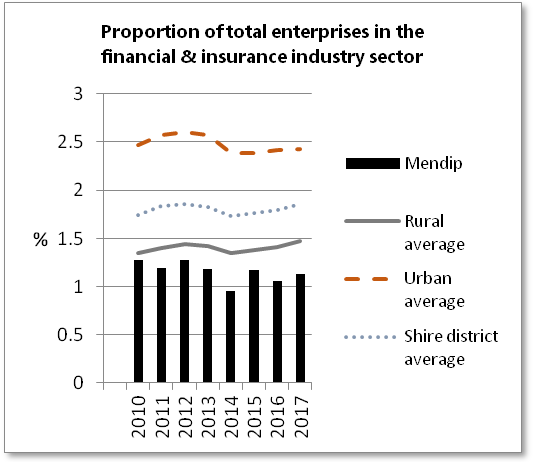 Proportion of total enterprises in the
financial & insurance industry sector
3
2.5
2
1.5
1
0.5
0
%
2010
2011
2012
2013
2014
2015
2016
2017
Mendip
Rural
average
Urban
average
Shire district
average